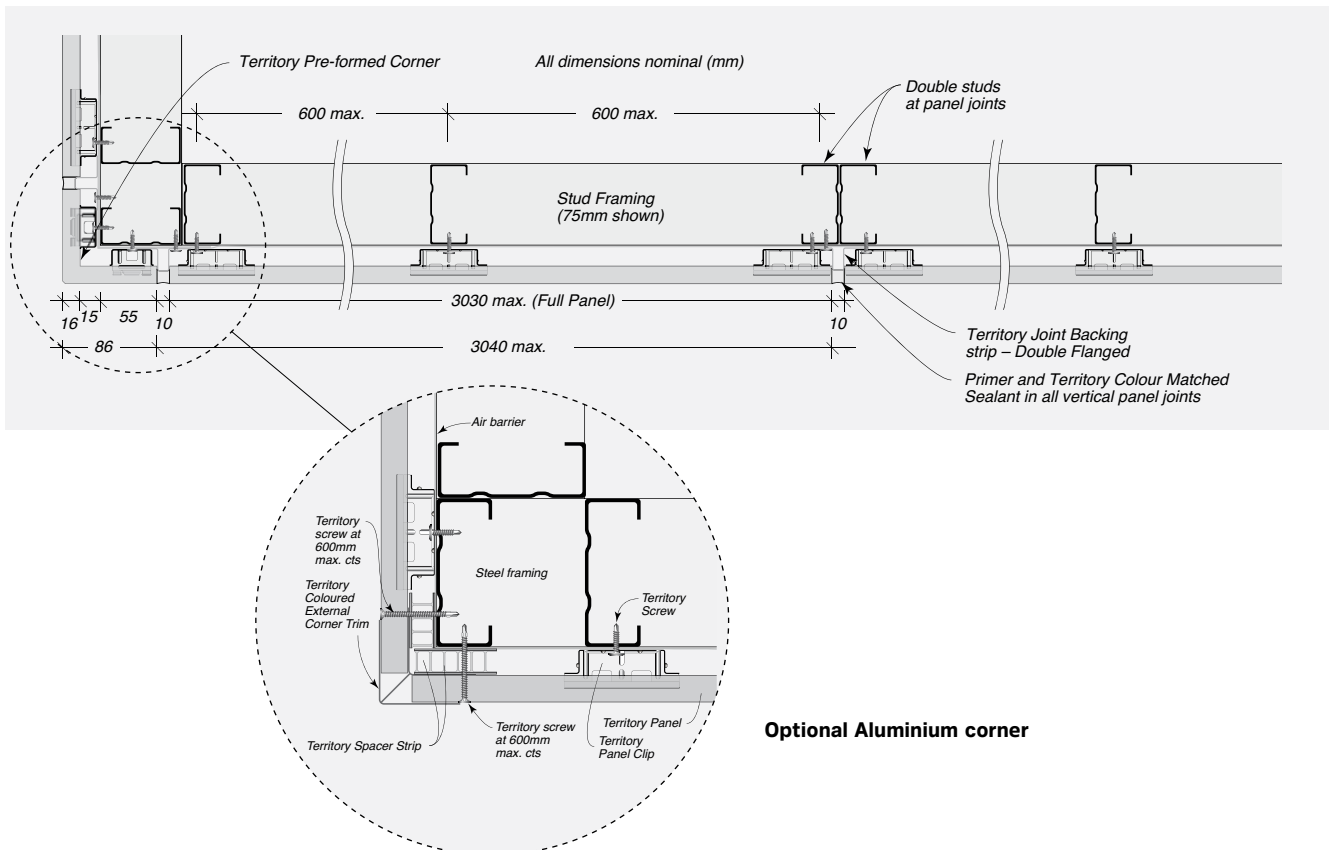 Territory Pre-formed Corner
All dimensions nominal (mm)
Double studs
at panel joints
600 max.
600 max.
Stud Framing
(75mm shown)
16
15
55
10
3030 max. (Full Panel)
10
86
3040 max.
Territory Joint Backing
strip – Double Flanged
Primer and Territory Colour Matched
Sealant in all vertical panel joints
Air barrier
Territory
screw at
600mm
max. cts
Steel framing
Territory
Coloured
External
Corner Trim
Territory
Screw
Territory Spacer Strip
Territory screw
at 600mm
max. cts
Territory Panel
Territory
Panel Clip
Optional Aluminium corner